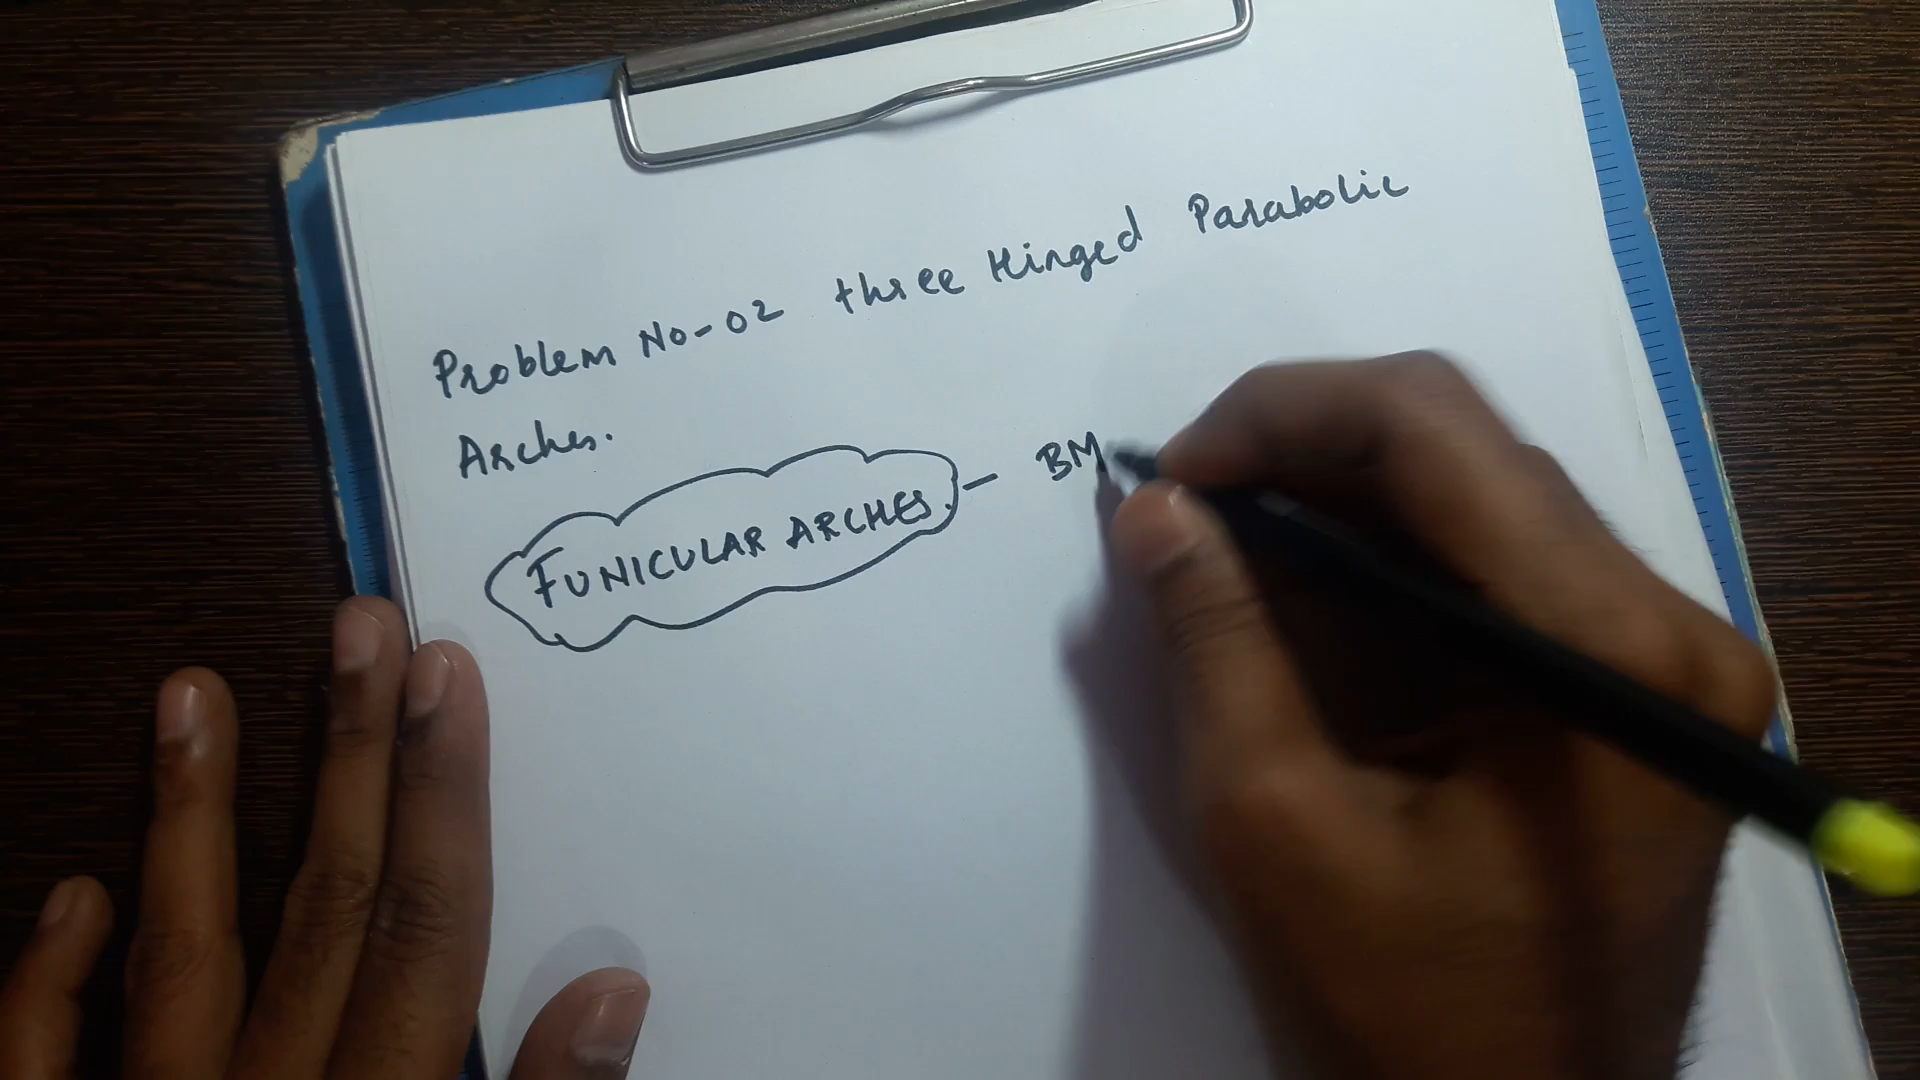 Problem No-02 three Hinged Parabolic
Arches.
FUNICULAR ARCHES. - BM